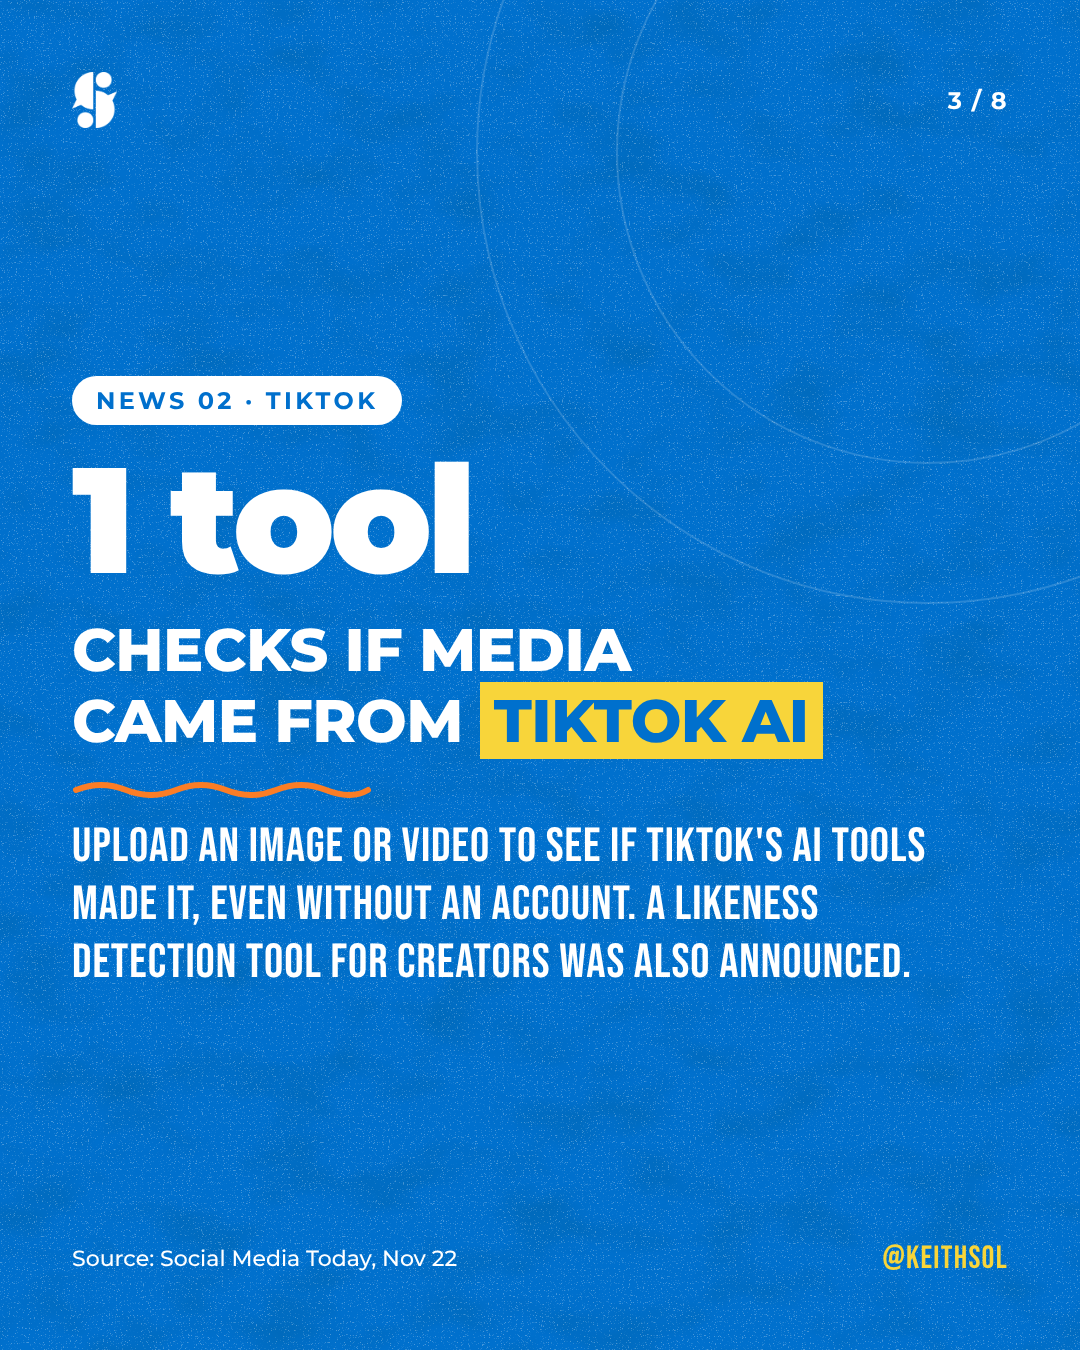 3 / 8
NEWS 02 · TIKTOK
1 tool
CHECKS IF MEDIA
CAME FROM TIKTOK AI
UPLOAD AN IMAGE OR VIDEO TO SEE IF TIKTOK'S AI TOOLS
MADE IT, EVEN WITHOUT AN ACCOUNT. A LIKENESS
DETECTION TOOL FOR CREATORS WAS ALSO ANNOUNCED.
Source: Social Media Today, Nov 22
@KEITHSOL